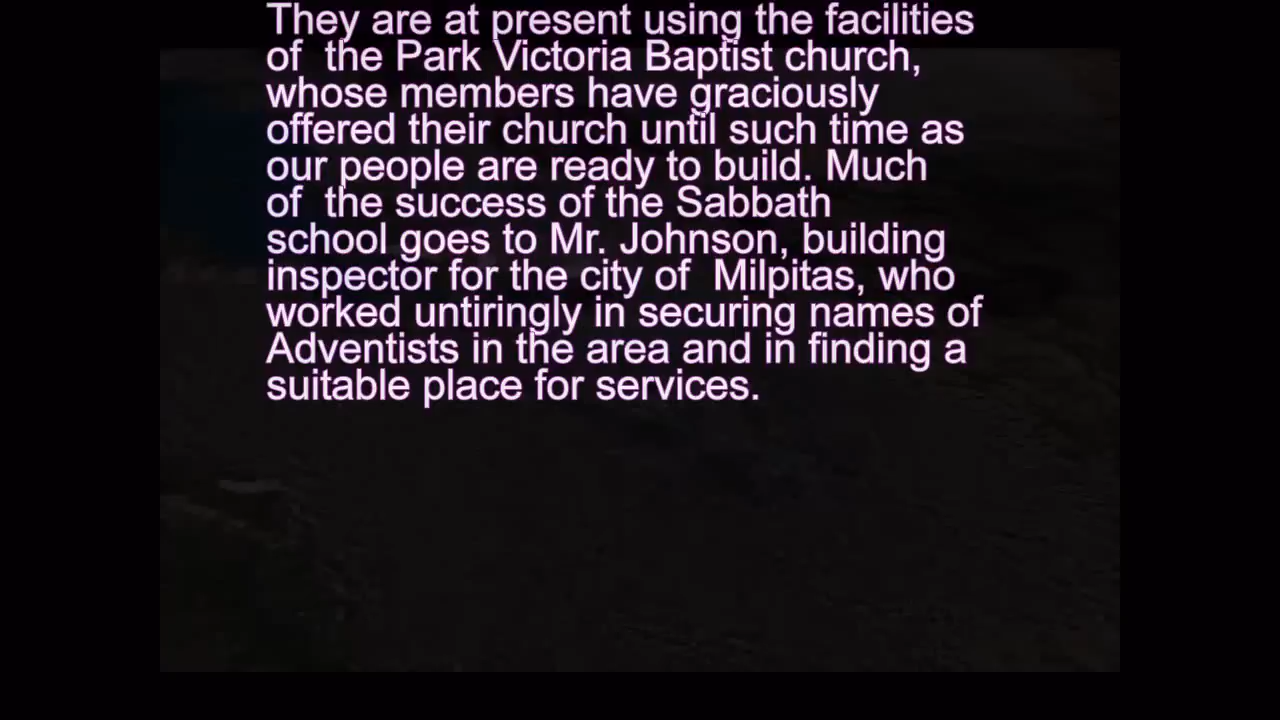 They are at present using the facilities
of  the Park Victoria Baptist church,
whose members have graciously
offered their church until such time as
our people are ready to build. Much
of  the success of the Sabbath
school goes to Mr. Johnson, building
inspector for the city of  Milpitas, who
worked untiringly in securing names of
Adventists in the area and in finding a
suitable place for services.